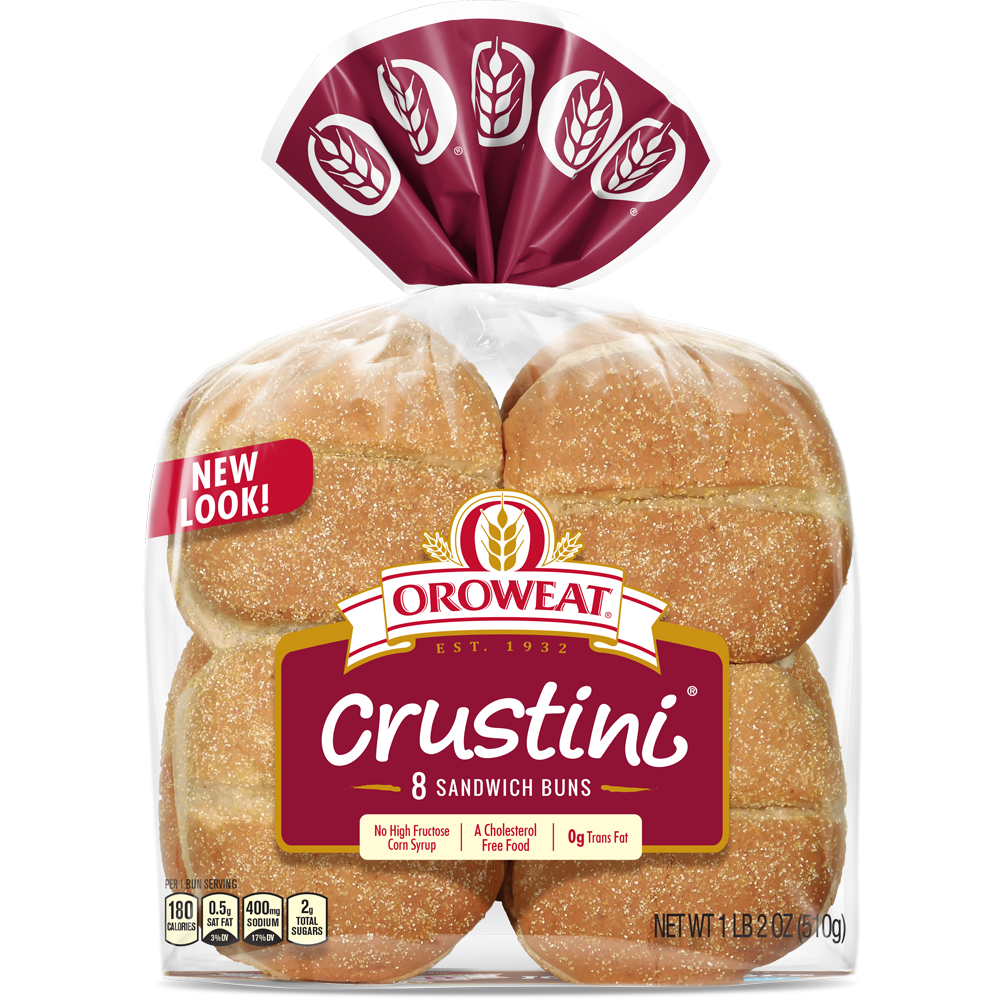 ®
®
NEW
LOOK!
OROWEAT®
EST. 1932
Crustini®
8 SANDWICH BUNS
No High Fructose
Corn Syrup
A Cholesterol
Free Food
0g Trans Fat
PER 1 BUN SERVING
180
CALORIES
0.5g
SAT FAT
3% DV
400mg
SODIUM
17% DV
2g
TOTAL
SUGARS
NET WT 1 LB 2 OZ (510g)